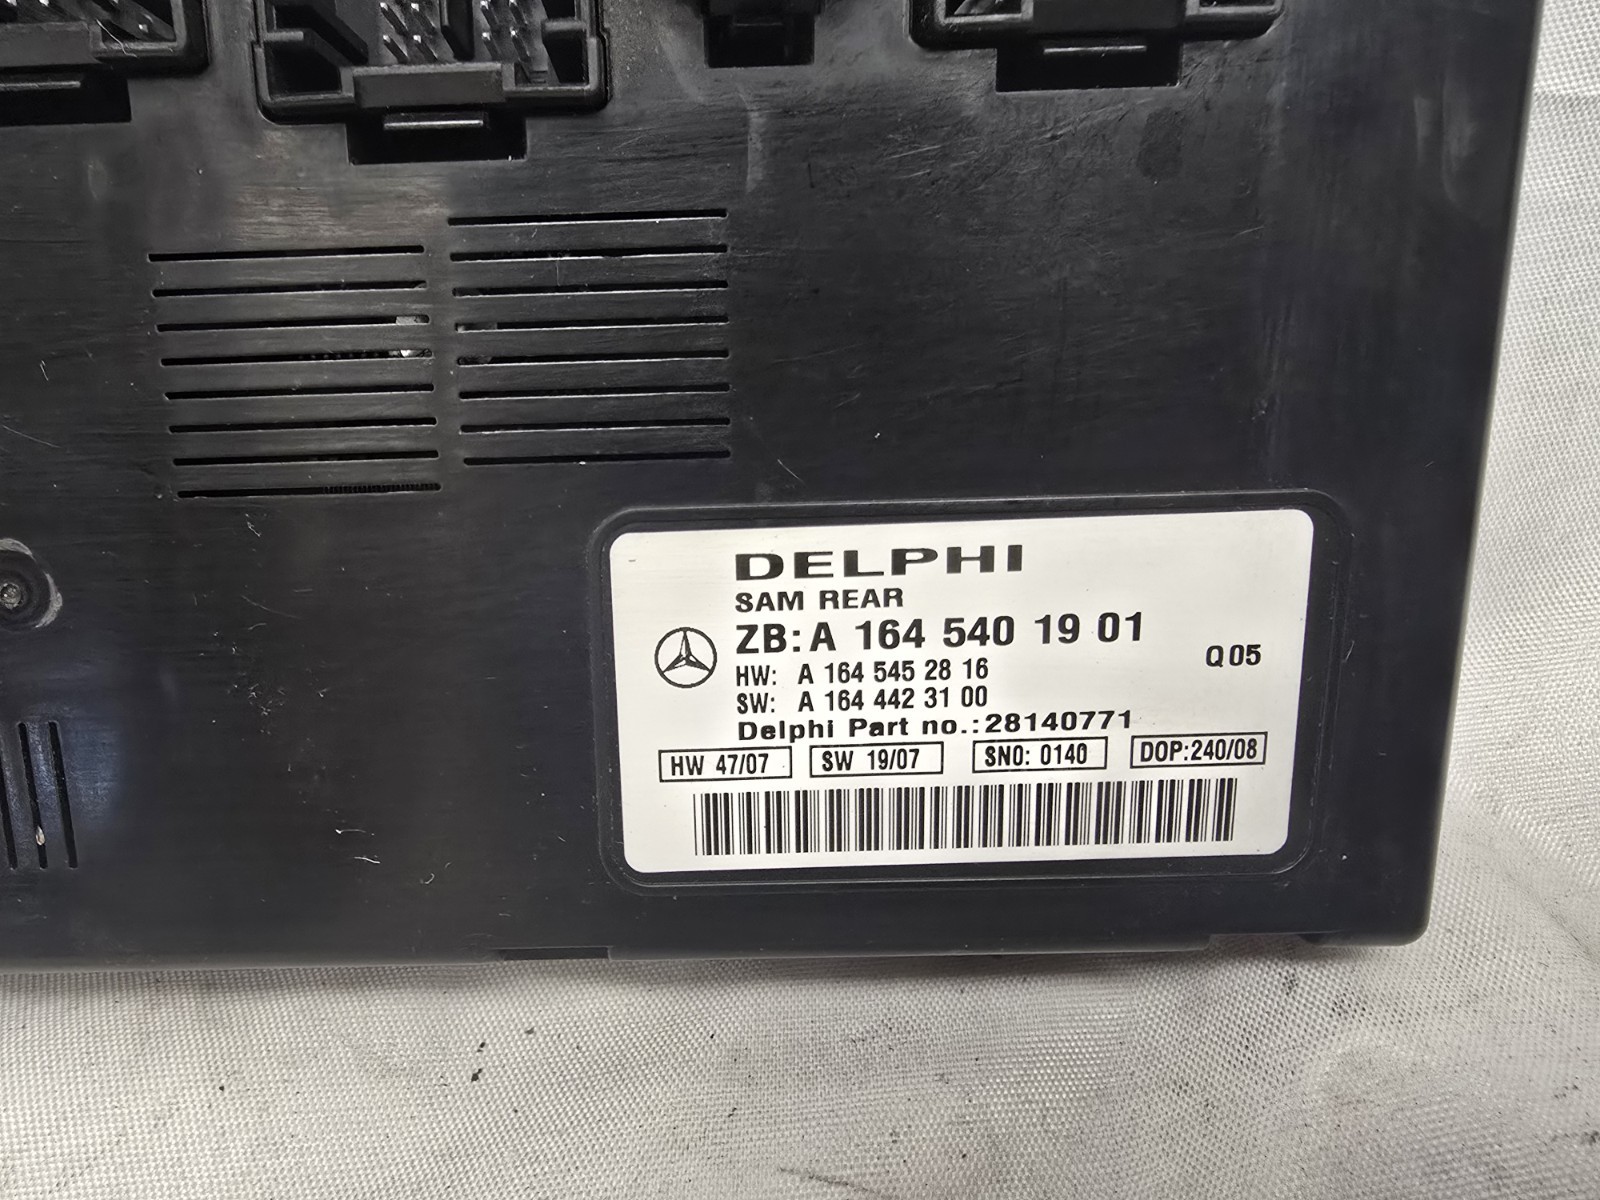 DELPHI
SAM REAR
ZB: A 164 540 19 01
Q05
HW: A 164 545 28 16
SW: A 164 442 31 00
Delphi Part no.:28140771
HW 47/07 SW 19/07 SNO: 0140 DOP:240/08